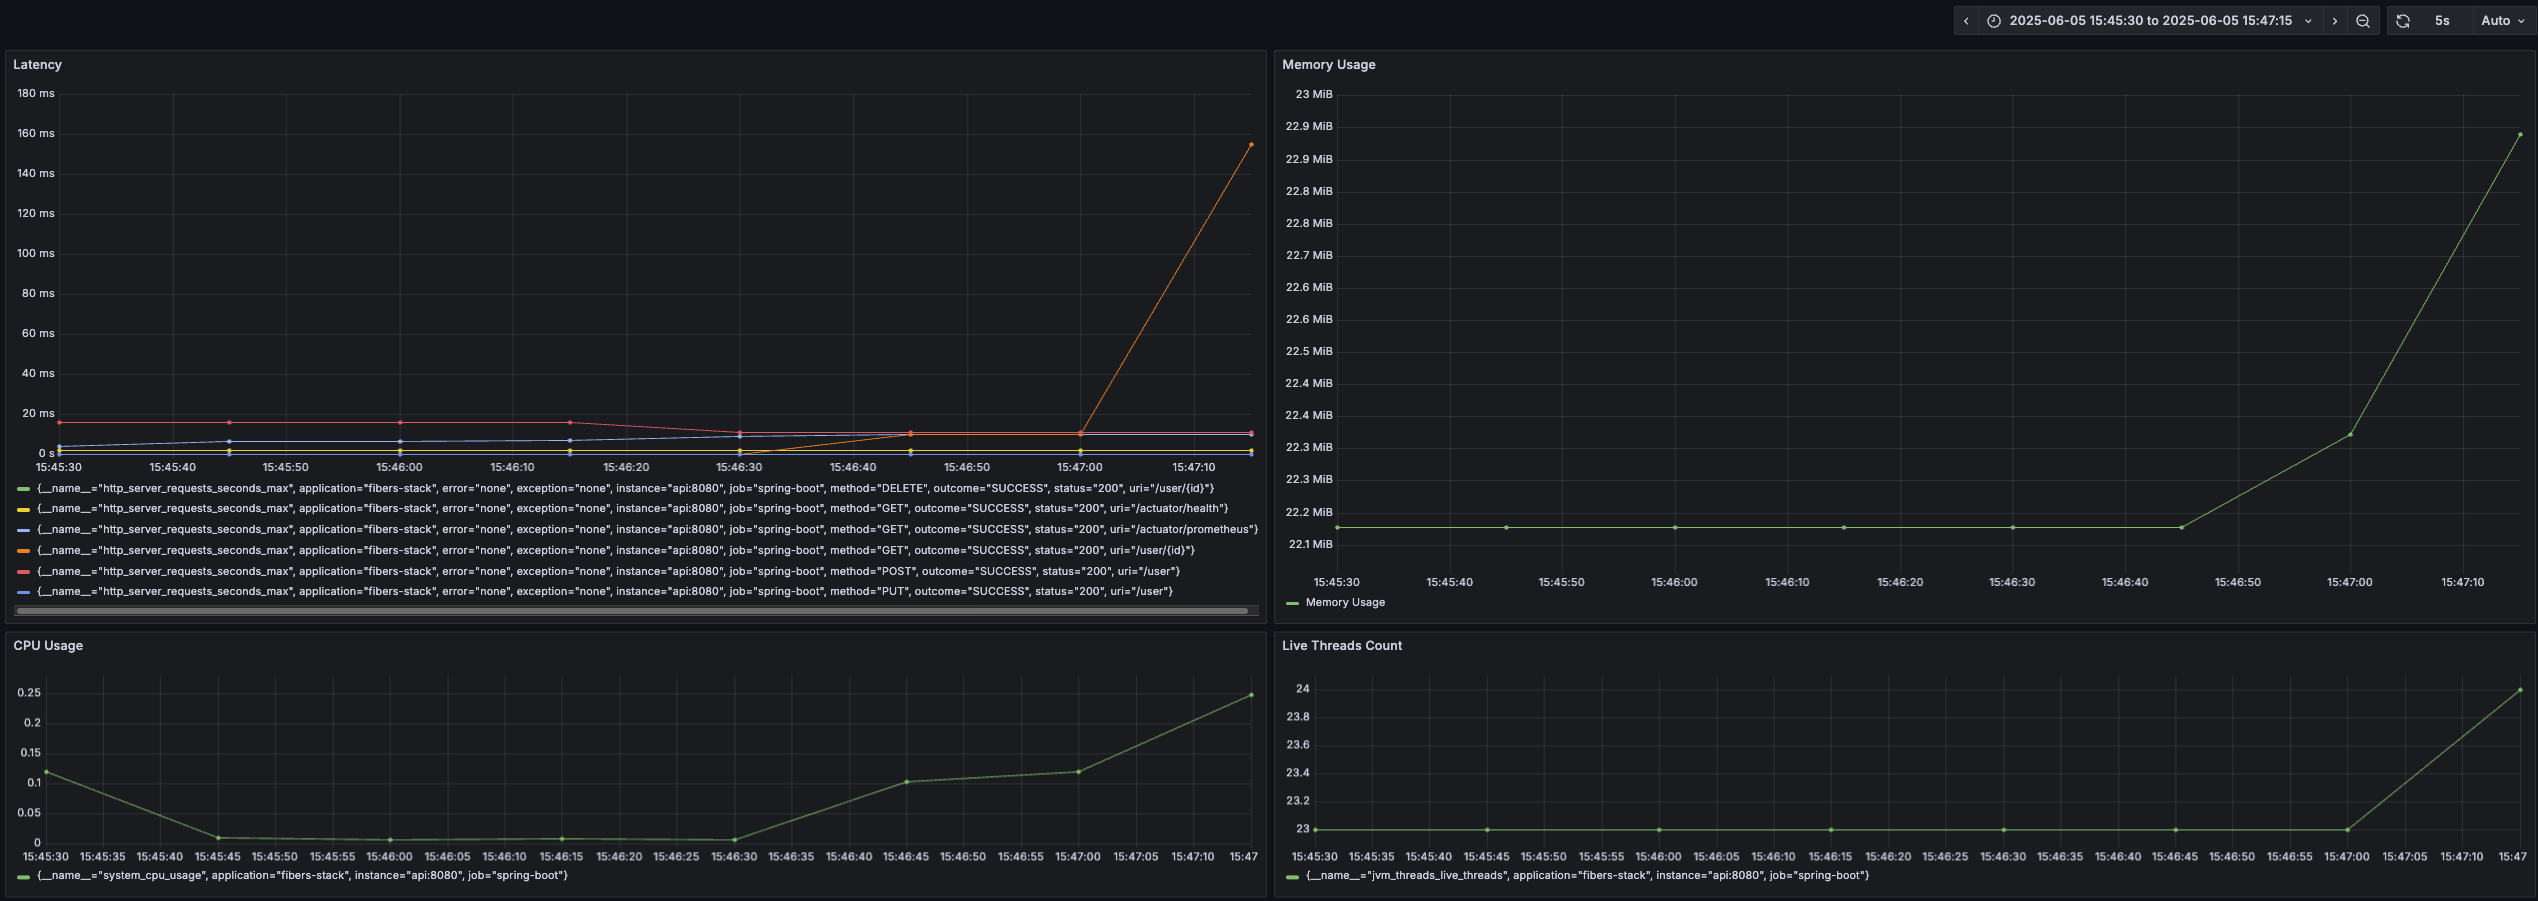 2025-06-05 15:45:30 to 2025-06-05 15:47:15
5s
Auto
Latency
180 ms
160 ms
140 ms
120 ms
100 ms
80 ms
60 ms
40 ms
20 ms
0 s
15:45:30 15:45:40 15:45:50 15:46:00 15:46:10 15:46:20 15:46:30 15:46:40 15:46:50 15:47:00 15:47:10
{__name__="http_server_requests_seconds_max", application="fibers-stack", error="none", exception="none", instance="api:8080", job="spring-boot", method="DELETE", outcome="SUCCESS", status="200", uri="/user/{id}"}
{__name__="http_server_requests_seconds_max", application="fibers-stack", error="none", exception="none", instance="api:8080", job="spring-boot", method="GET", outcome="SUCCESS", status="200", uri="/actuator/health"}
{__name__="http_server_requests_seconds_max", application="fibers-stack", error="none", exception="none", instance="api:8080", job="spring-boot", method="GET", outcome="SUCCESS", status="200", uri="/actuator/prometheus"}
{__name__="http_server_requests_seconds_max", application="fibers-stack", error="none", exception="none", instance="api:8080", job="spring-boot", method="GET", outcome="SUCCESS", status="200", uri="/user/{id}"}
{__name__="http_server_requests_seconds_max", application="fibers-stack", error="none", exception="none", instance="api:8080", job="spring-boot", method="POST", outcome="SUCCESS", status="200", uri="/user"}
{__name__="http_server_requests_seconds_max", application="fibers-stack", error="none", exception="none", instance="api:8080", job="spring-boot", method="PUT", outcome="SUCCESS", status="200", uri="/user"}
Memory Usage
23 MiB
22.9 MiB
22.9 MiB
22.8 MiB
22.8 MiB
22.7 MiB
22.6 MiB
22.6 MiB
22.5 MiB
22.4 MiB
22.4 MiB
22.3 MiB
22.3 MiB
22.2 MiB
22.1 MiB
15:45:30 15:45:40 15:45:50 15:46:00 15:46:10 15:46:20 15:46:30 15:46:40 15:46:50 15:47:00 15:47:10
Memory Usage
CPU Usage
0.25
0.2
0.15
0.1
0.05
0
15:45:30 15:45:35 15:45:40 15:45:45 15:45:50 15:45:55 15:46:00 15:46:05 15:46:10 15:46:15 15:46:20 15:46:25 15:46:30 15:46:35 15:46:40 15:46:45 15:46:50 15:46:55 15:47:00 15:47:05 15:47:10 15:47
{__name__="system_cpu_usage", application="fibers-stack", instance="api:8080", job="spring-boot"}
Live Threads Count
24
23.8
23.6
23.4
23.2
23
15:45:30 15:45:35 15:45:40 15:45:45 15:45:50 15:45:55 15:46:00 15:46:05 15:46:10 15:46:15 15:46:20 15:46:25 15:46:30 15:46:35 15:46:40 15:46:45 15:46:50 15:46:55 15:47:00 15:47:05 15:47:10 15:47
{__name__="jvm_threads_live_threads", application="fibers-stack", instance="api:8080", job="spring-boot"}